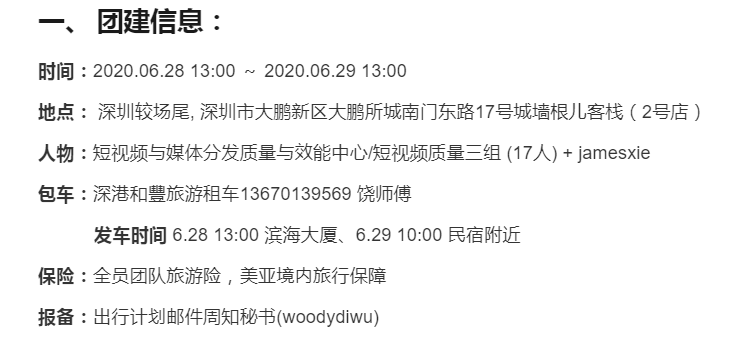 一、 团建信息：
时间：2020.06.28 13:00 ～ 2020.06.29 13:00
地点： 深圳较场尾, 深圳市大鹏新区大鹏所城南门东路17号城墙根儿客栈（2号店）
人物：短视频与媒体分发质量与效能中心/短视频质量三组 (17人) + jamesxie
包车：深港和豐旅游租车13670139569 饶师傅
发车时间 6.28 13:00 滨海大厦、6.29 10:00 民宿附近
保险：全员团队旅游险，美亚境内旅行保障
报备：出行计划邮件周知秘书(woodydiwu)